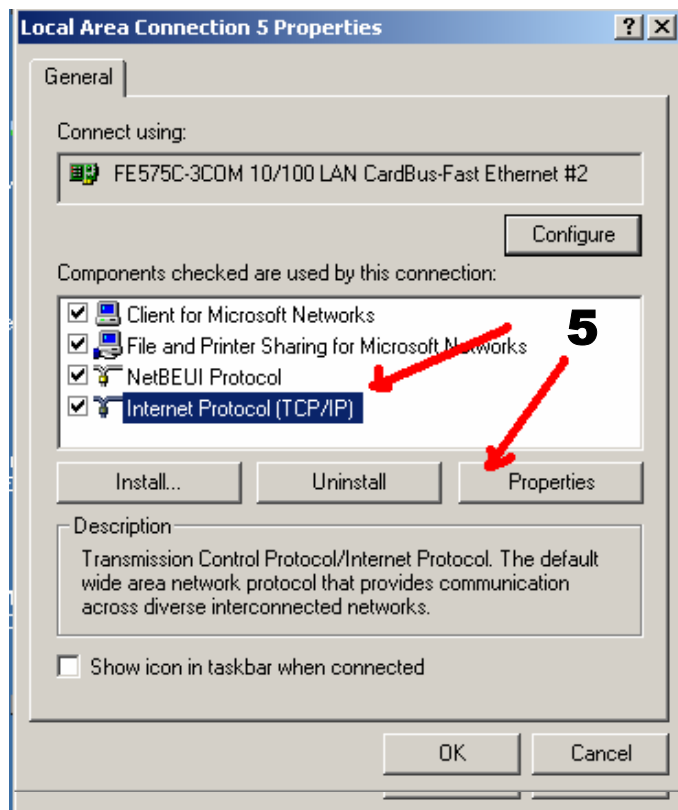 Local Area Connection 5 Properties
General
Connect using:
FE575C-3COM 10/100 LAN CardBus-Fast Ethernet #2
Configure
Components checked are used by this connection:
Client for Microsoft Networks
5
File and Printer Sharing for Microsoft Networks
NetBEUI Protocol
Internet Protocol (TCP/IP)
Install... Uninstall Properties
Description
Transmission Control Protocol/Internet Protocol. The default
wide area network protocol that provides communication
across diverse interconnected networks.
Show icon in taskbar when connected
OK Cancel